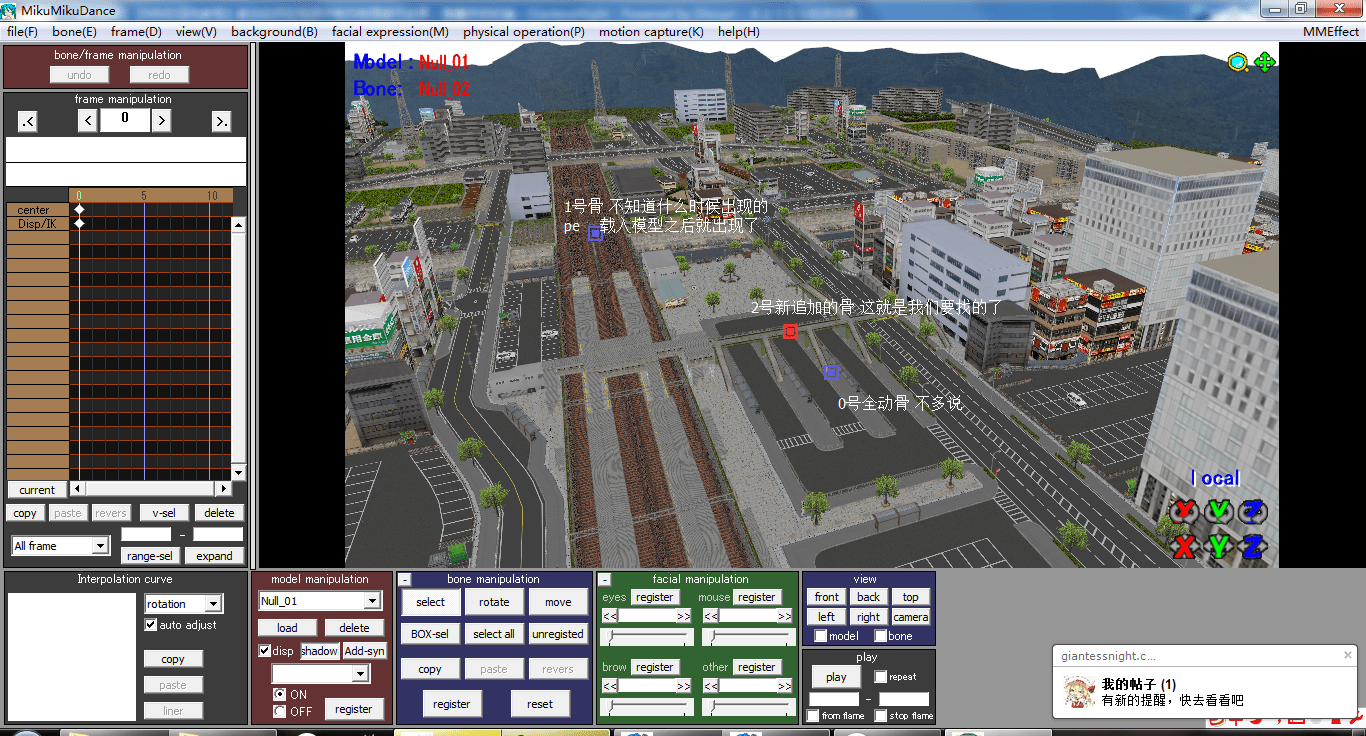 MikuMikuDance
file(F) bone(E) frame(D) view(V) background(B) facial expression(M) physical operation(P) motion capture(K) help(H) MMEffect
bone/frame manipulation
undo redo
frame manipulation
.< < 0 > >.
0 5 10
center
Disp/IK
current
copy paste revers v-sel delete
All frame -
range-sel expand
Model : Null_01
Bone: Null 02
1号骨 不知道什么时候出现的
pe 载入模型之后就出现了
2号新追加的骨 这就是我们要找的了
0号全动骨 不多说
local
X Y Z
X Y Z
Interpolation curve
rotation
auto adjust
copy
paste
liner
model manipulation
Null_01
load delete
disp shadow Add-syn
ON
OFF register
- bone manipulation
select rotate move
BOX-sel select all unregisted
copy paste revers
register reset
- facial manipulation
eyes register mouse register
<< >> << >>
brow register other register
<< >> << >>
view
front back top
left right camera
model bone
play
play repeat
-
from flame stop flame
giantessnight.c...
我的帖子 (1)
有新的提醒，快去看看吧